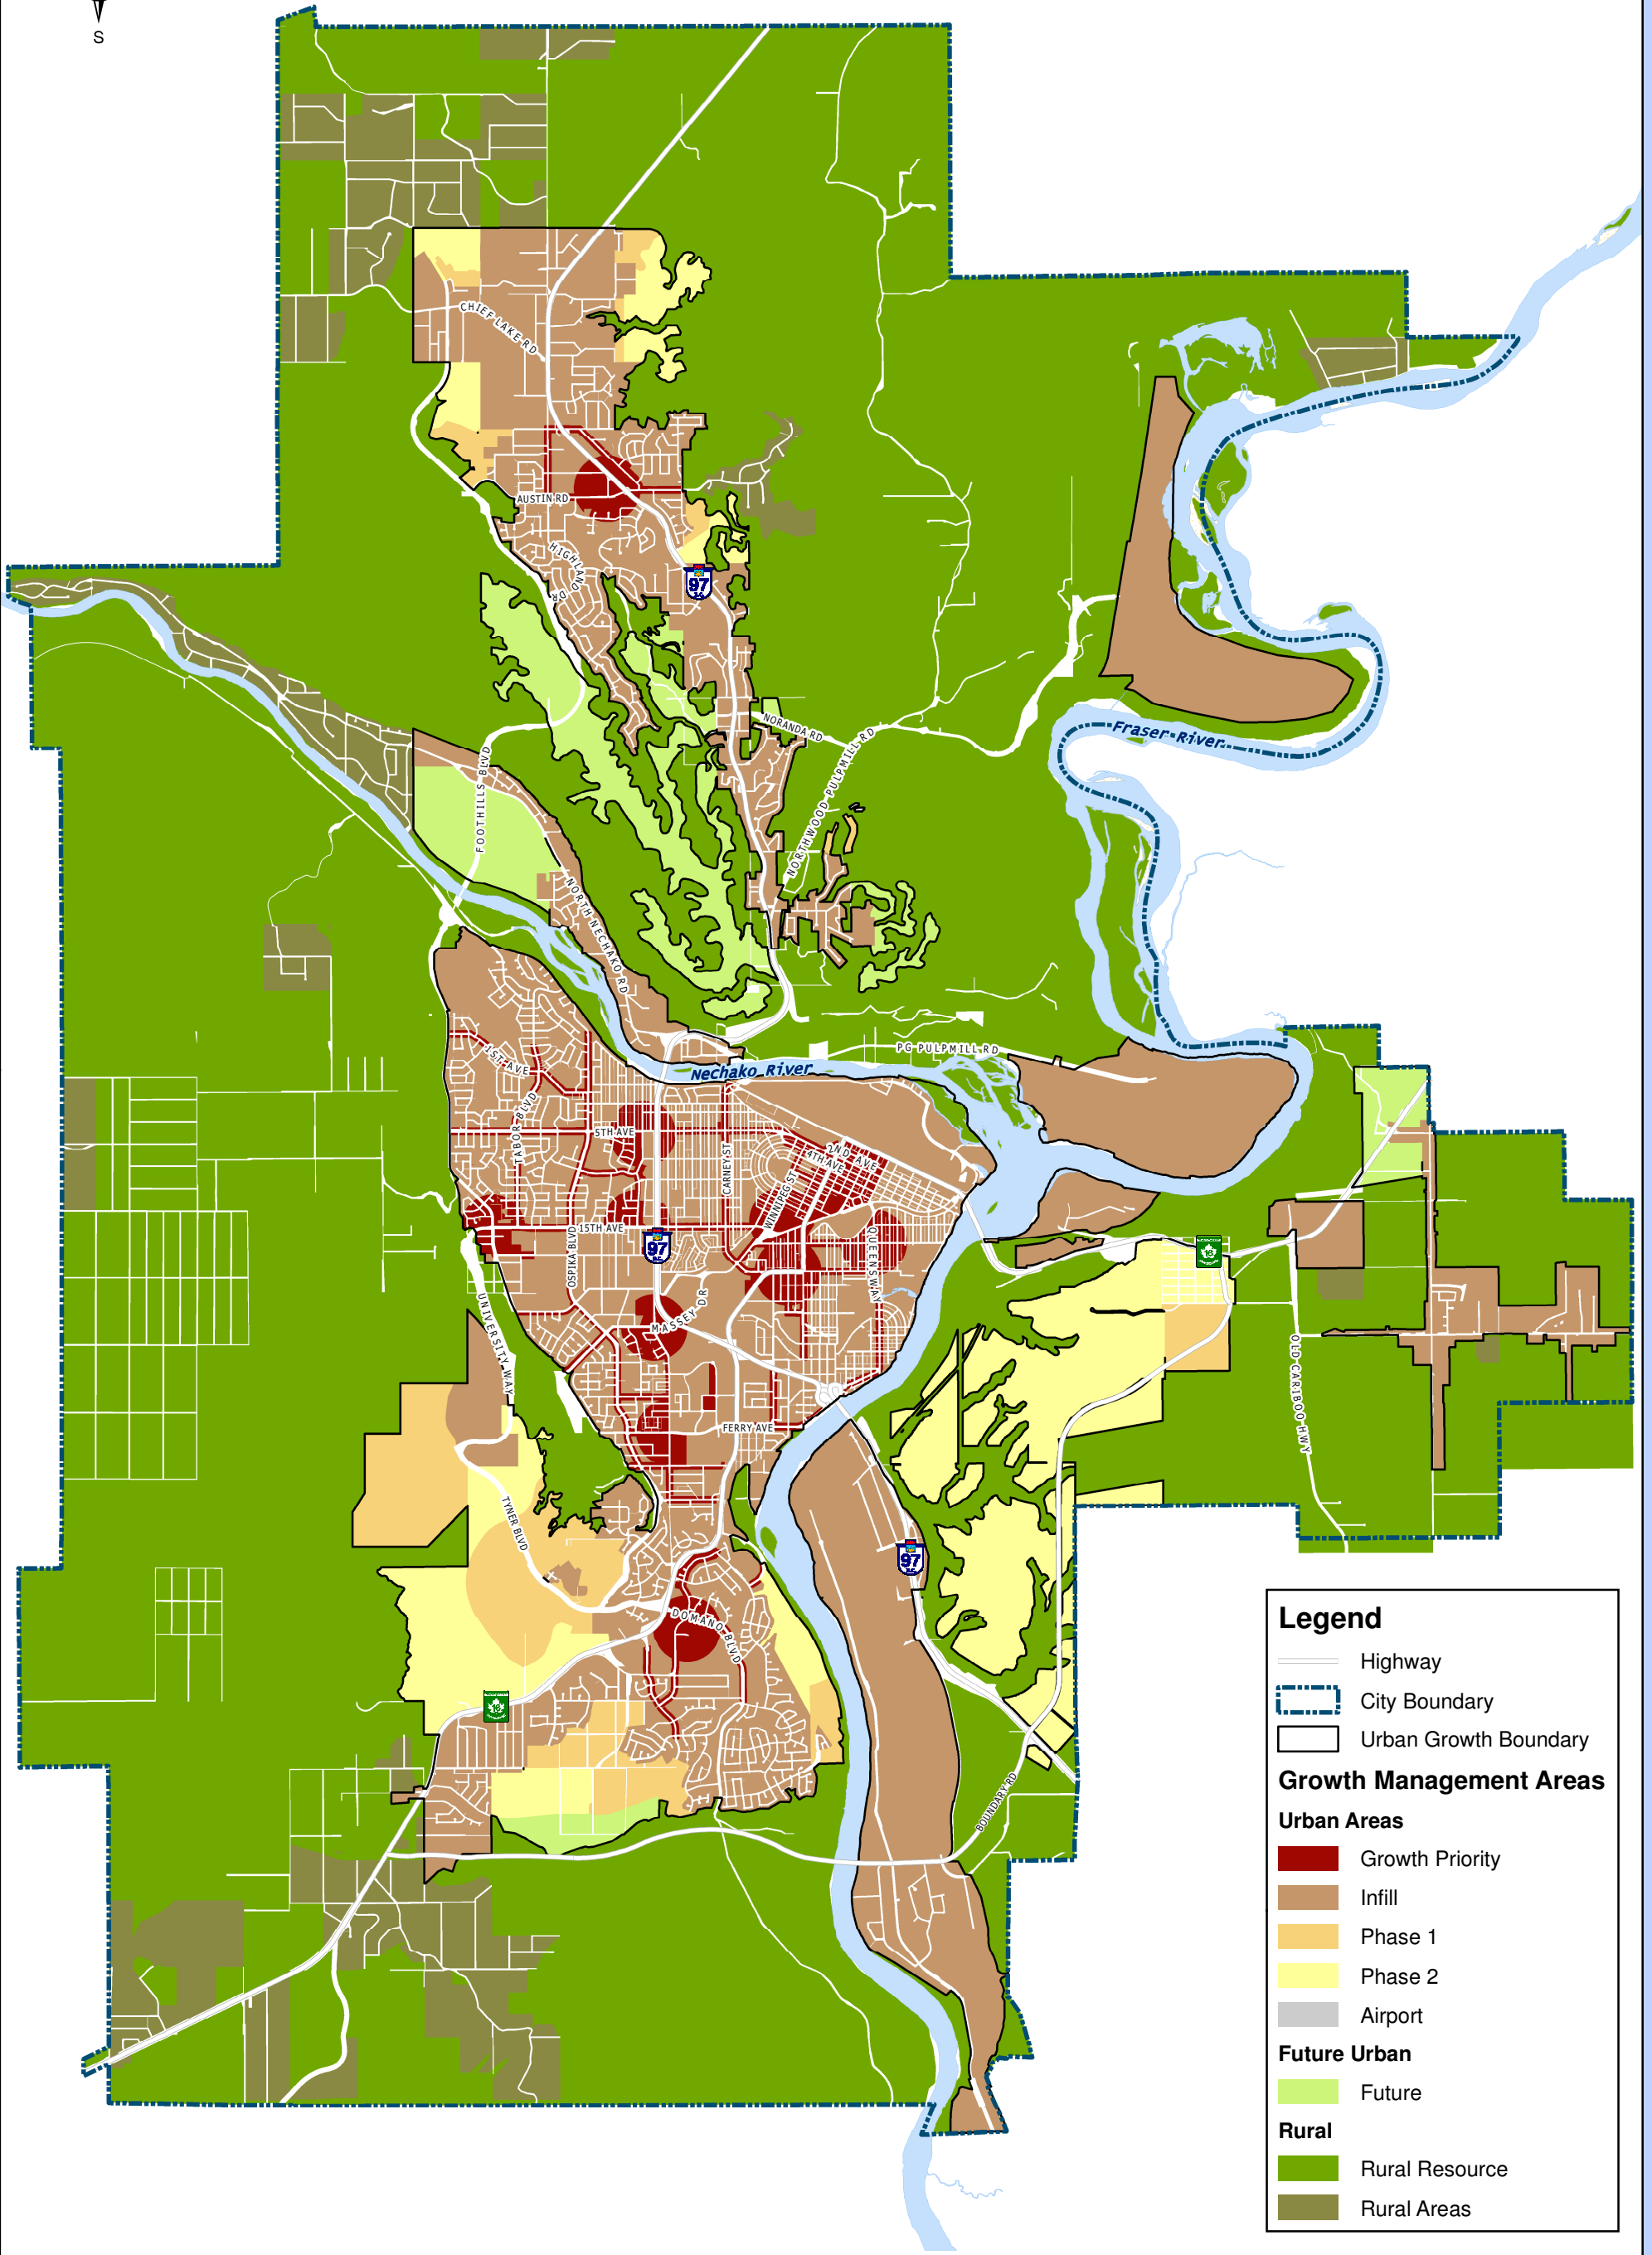 S
CHIEF LAKE RD
AUSTIN RD
HIGHLAND DR
97
NORANDA RD
Fraser River
NORTHWOOD PULPMILL RD
FOOTHILLS BLVD
NORTH NECHAKO RD
PG PULPMILL RD
Nechako River
1ST AVE
TABOR BLVD
5TH AVE
CARNEY ST
2ND AVE
4TH AVE
WINNIPEG ST
15TH AVE
OSPIKA BLVD
97
QUEENSWAY
16
MASSEY DR
UNIVERSITY WAY
OLD CARIBOO HWY
FERRY AVE
TYNER BLVD
97
DOMANO BLVD
16
BOUNDARY RD
Legend
Highway
City Boundary
Urban Growth Boundary
Growth Management Areas
Urban Areas
Growth Priority
Infill
Phase 1
Phase 2
Airport
Future Urban
Future
Rural
Rural Resource
Rural Areas